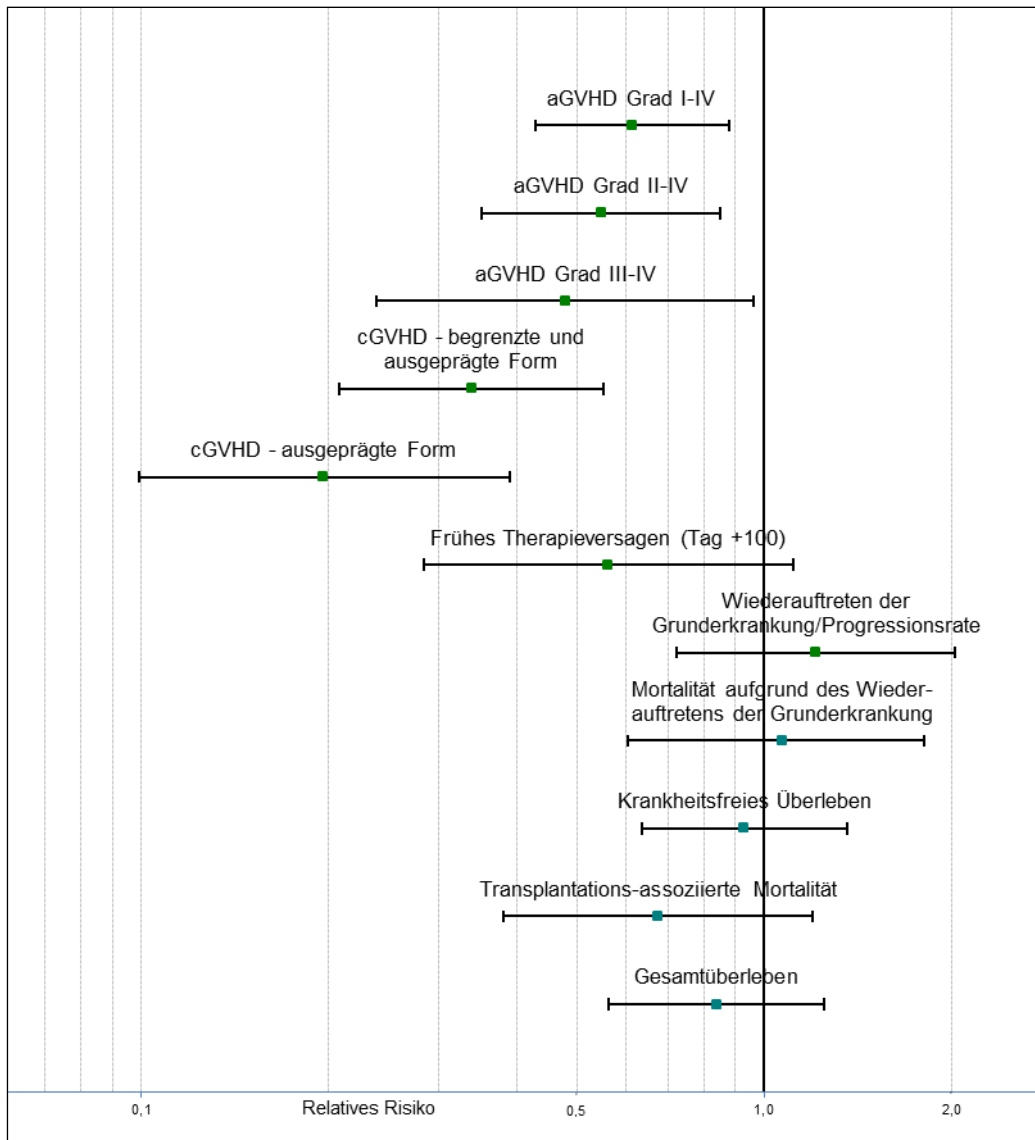 aGVHD Grad I-IV
aGVHD Grad II-IV
aGVHD Grad III-IV
cGVHD - begrenzte und
ausgeprägte Form
cGVHD - ausgeprägte Form
Frühes Therapieversagen (Tag +100)
Wiederauftreten der
Grunderkrankung/Progressionsrate
Mortalität aufgrund des Wieder-
auftretens der Grunderkrankung
Krankheitsfreies Überleben
Transplantations-assoziierte Mortalität
Gesamtüberleben
0,1 Relatives Risiko 0,5 1,0 2,0